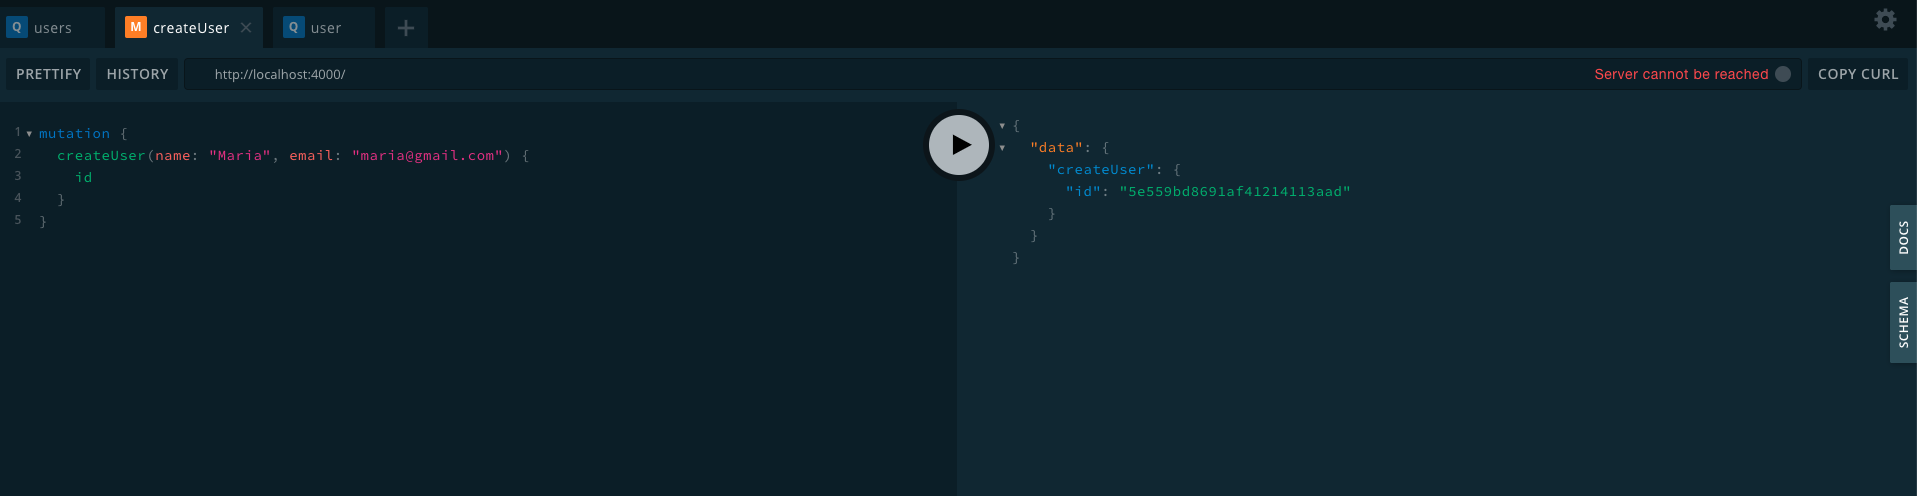 Q users M createUser × Q user +
PRETTIFY HISTORY http://localhost:4000/ Server cannot be reached COPY CURL
1 mutation {
2 createUser(name: "Maria", email: "maria@gmail.com") {
3 id
4 }
5 }
{
"data": {
"createUser": {
"id": "5e559bd8691af41214113aad"
}
}
}
DOCS
SCHEMA